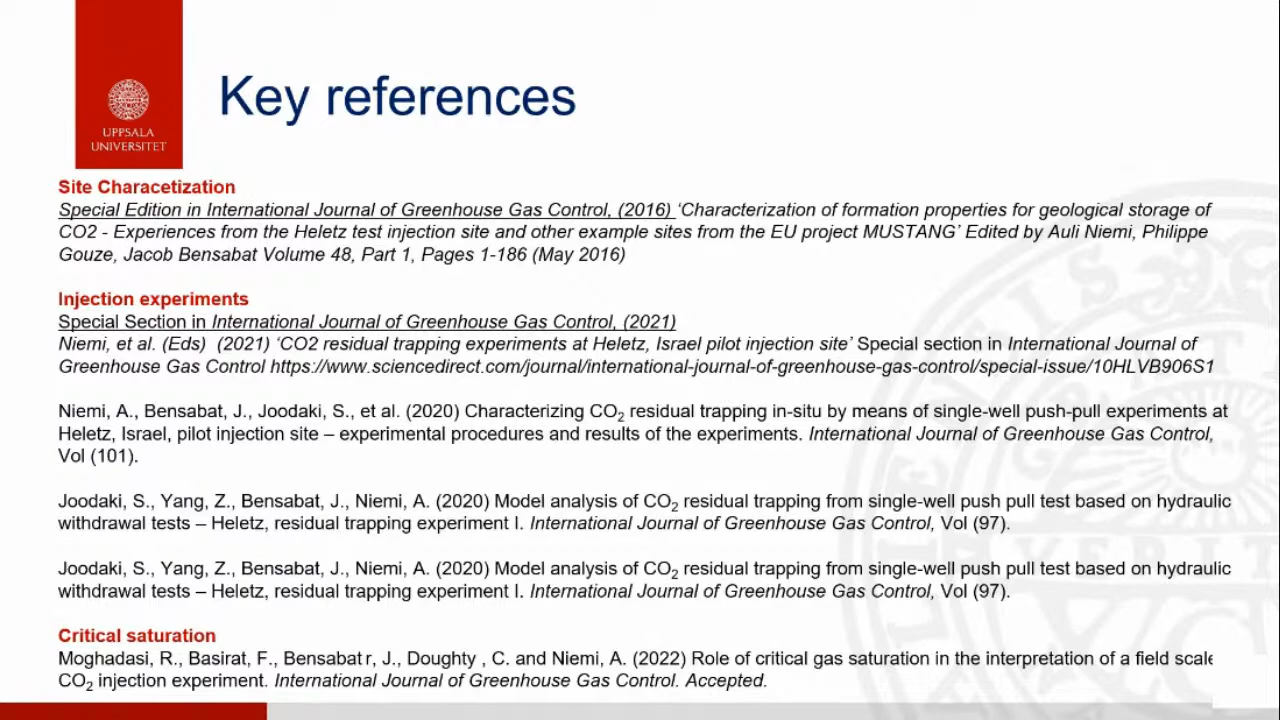 UPPSALA
UNIVERSITET
Key references
Site Characetization
Special Edition in International Journal of Greenhouse Gas Control, (2016) ‘Characterization of formation properties for geological storage of
CO2 - Experiences from the Heletz test injection site and other example sites from the EU project MUSTANG’ Edited by Auli Niemi, Philippe
Gouze, Jacob Bensabat Volume 48, Part 1, Pages 1-186 (May 2016)
Injection experiments
Special Section in International Journal of Greenhouse Gas Control, (2021)
Niemi, et al. (Eds) (2021) ‘CO2 residual trapping experiments at Heletz, Israel pilot injection site’ Special section in International Journal of
Greenhouse Gas Control https://www.sciencedirect.com/journal/international-journal-of-greenhouse-gas-control/special-issue/10HLVB906S1
Niemi, A., Bensabat, J., Joodaki, S., et al. (2020) Characterizing CO₂ residual trapping in-situ by means of single-well push-pull experiments at
Heletz, Israel, pilot injection site – experimental procedures and results of the experiments. International Journal of Greenhouse Gas Control,
Vol (101).
Joodaki, S., Yang, Z., Bensabat, J., Niemi, A. (2020) Model analysis of CO₂ residual trapping from single-well push pull test based on hydraulic
withdrawal tests – Heletz, residual trapping experiment I. International Journal of Greenhouse Gas Control, Vol (97).
Joodaki, S., Yang, Z., Bensabat, J., Niemi, A. (2020) Model analysis of CO₂ residual trapping from single-well push pull test based on hydraulic
withdrawal tests – Heletz, residual trapping experiment I. International Journal of Greenhouse Gas Control, Vol (97).
Critical saturation
Moghadasi, R., Basirat, F., Bensabat r, J., Doughty , C. and Niemi, A. (2022) Role of critical gas saturation in the interpretation of a field scale
CO₂ injection experiment. International Journal of Greenhouse Gas Control. Accepted.